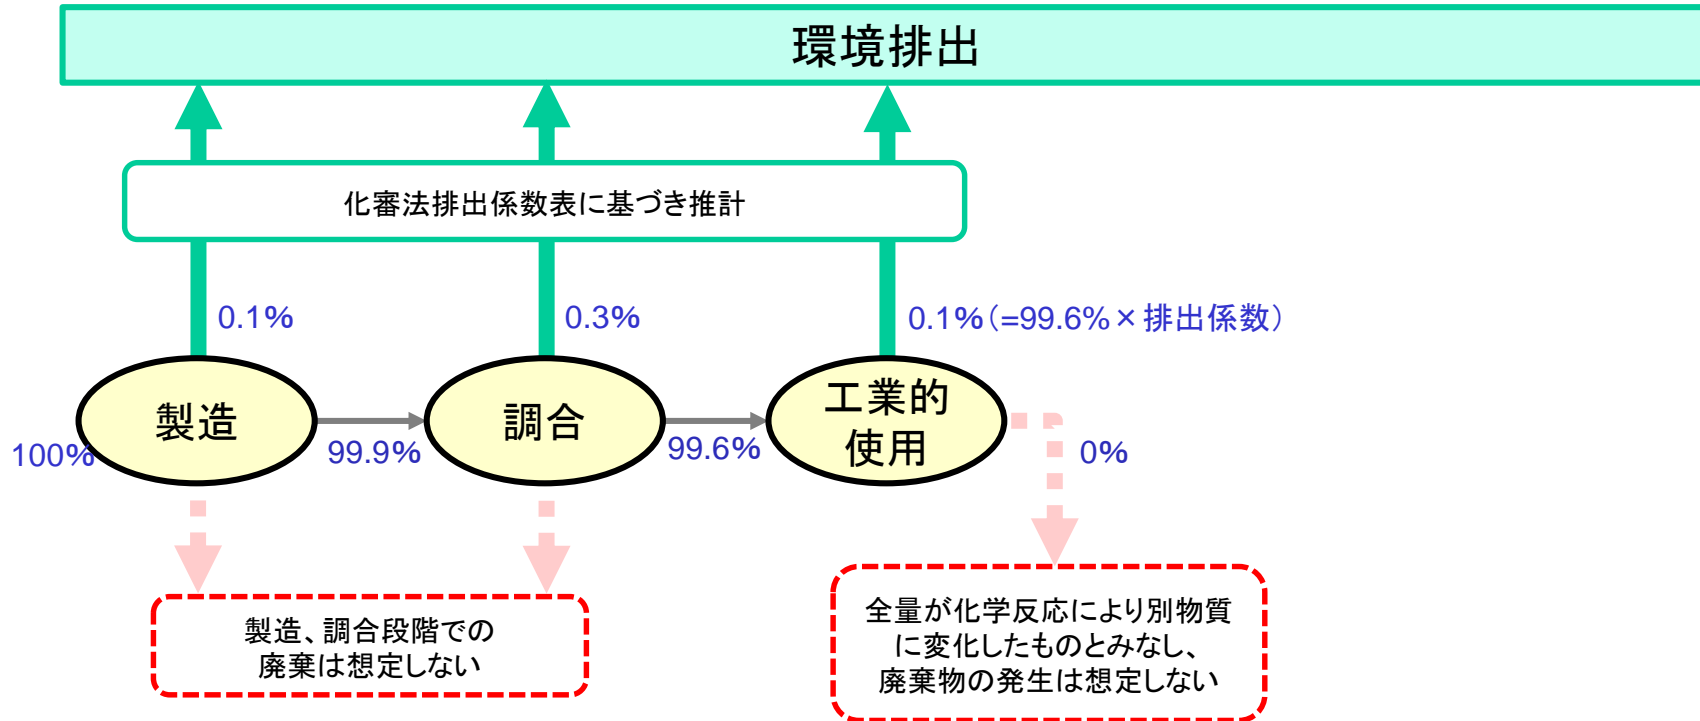 環境排出
化審法排出係数表に基づき推計
0.1%
0.3%
0.1%(=99.6%×排出係数)
製造
調合
工業的
使用
100%
99.9%
99.6%
0%
製造、調合段階での
廃棄は想定しない
全量が化学反応により別物質
に変化したものとみなし、
廃棄物の発生は想定しない